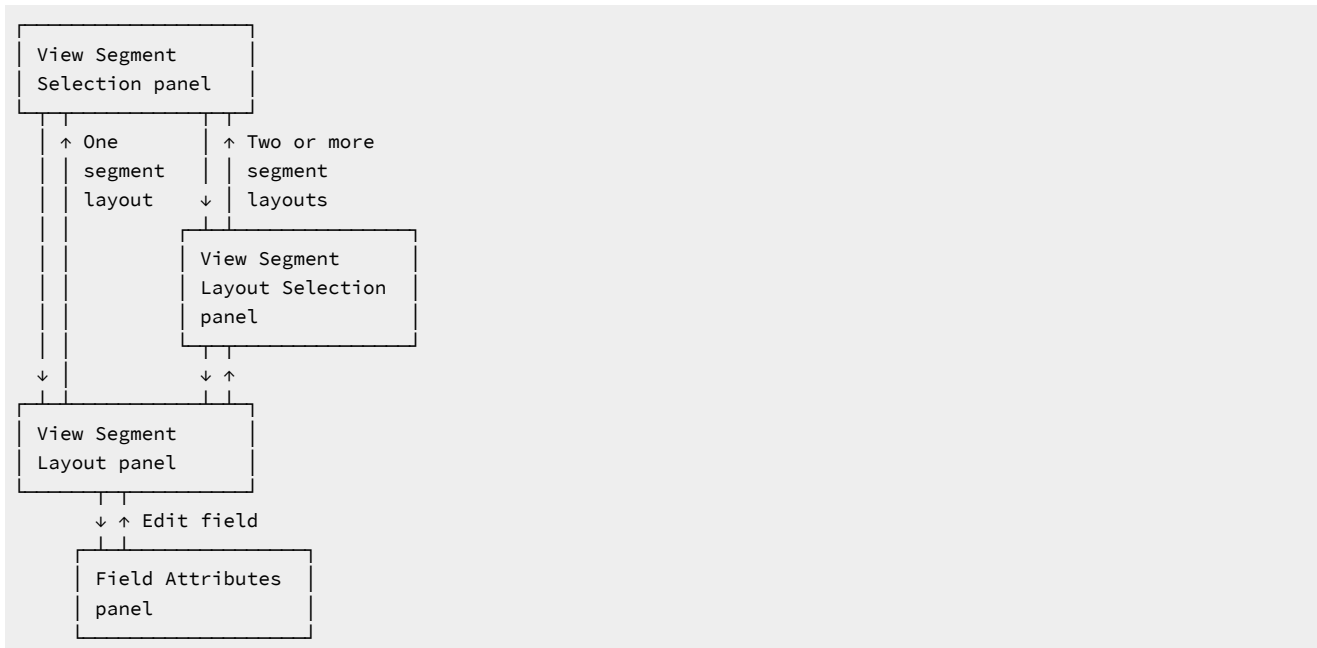 View Segment
Selection panel
One
segment
layout
Two or more
segment
layouts
View Segment
Layout Selection
panel
View Segment
Layout panel
Edit field
Field Attributes
panel